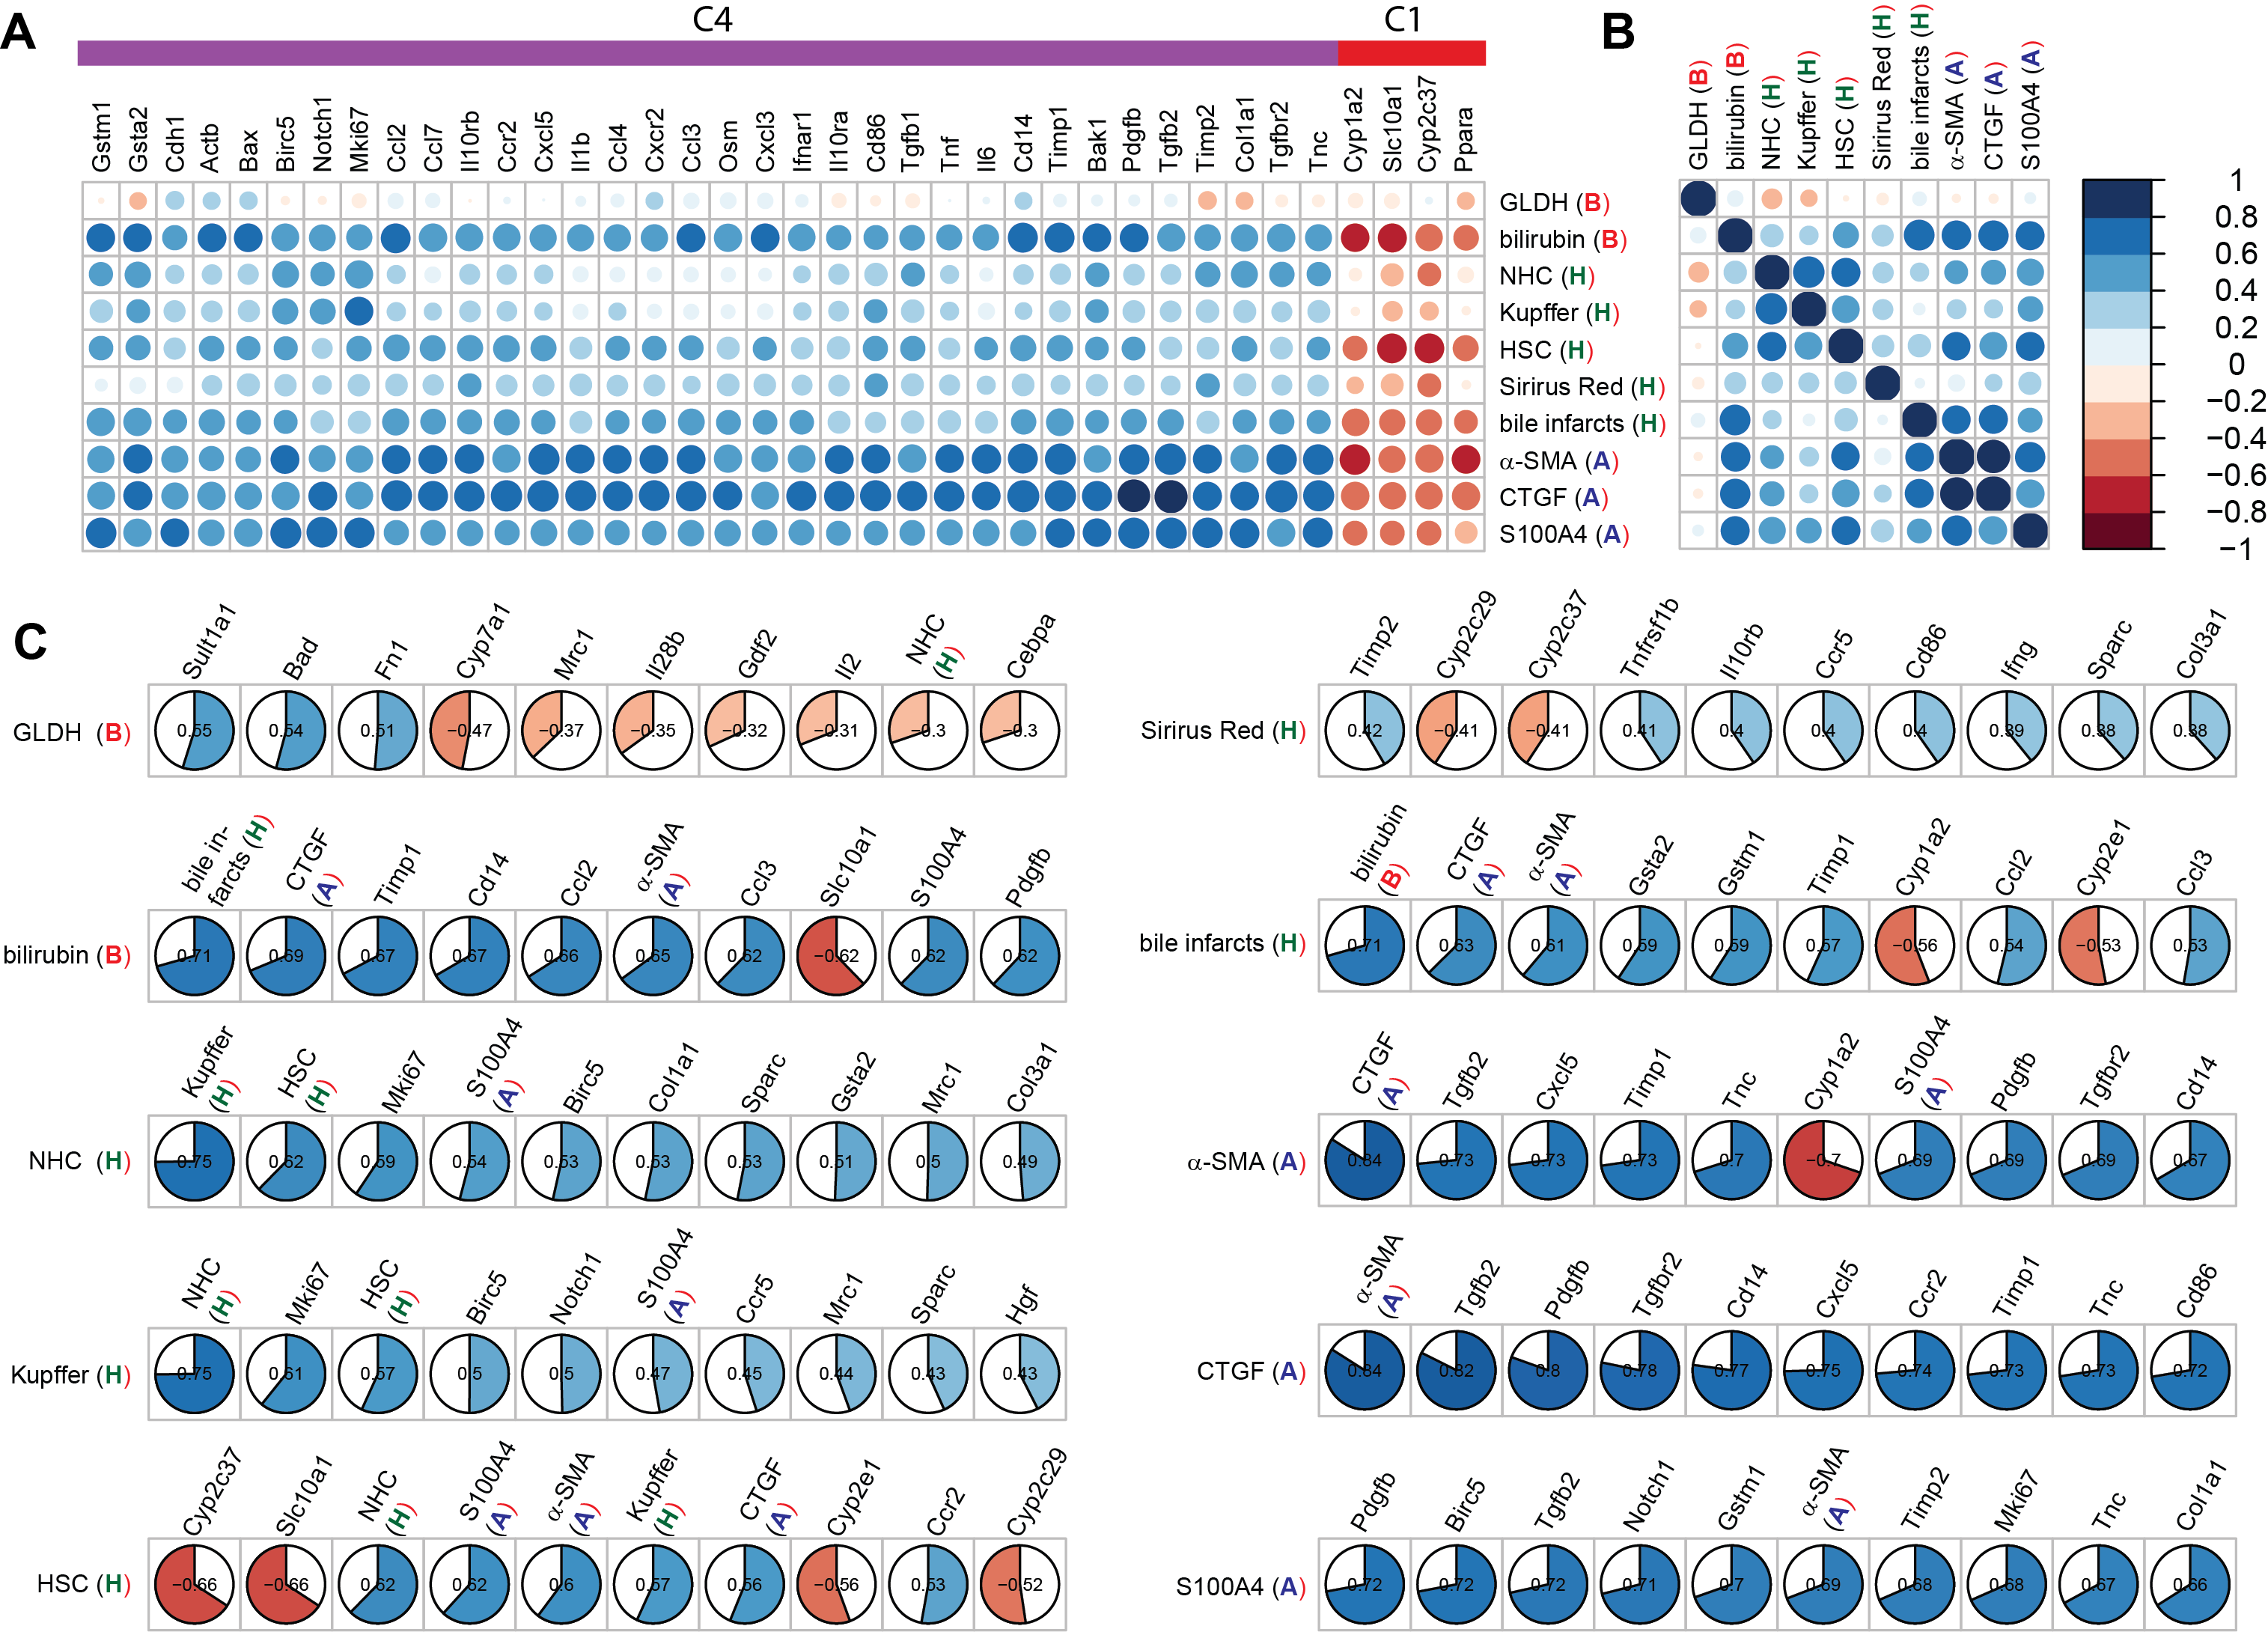 A
C4
C1
Gstm1 Gsta2 Cdh1 Actb Bax Birc5 Notch1 Mki67 Ccl2 Ccl7 Il10rb Ccr2 Cxcl5 Il1b Ccl4 Cxcr2 Ccl3 Osm Cxcl3 Ifnar1 Il10ra Cd86 Tgfb1 Tnf Il6 Cd14 Timp1 Bak1 Pdgfb Tgfb2 Timp2 Col1a1 Tgfbr2 Tnc Cyp1a2 Slc10a1 Cyp2c37 Ppara
GLDH (B)
bilirubin (B)
NHC (H)
Kupffer (H)
HSC (H)
Sirirus Red (H)
bile infarcts (H)
α-SMA (A)
CTGF (A)
S100A4 (A)
B
GLDH (B) bilirubin (B) NHC (H) Kupffer (H) HSC (H) Sirirus Red (H) bile infarcts (H) α-SMA (A) CTGF (A) S100A4 (A)
1
0.8
0.6
0.4
0.2
0
−0.2
−0.4
−0.6
−0.8
−1
C
Sult1a1 Bad Fn1 Cyp7a1 Mrc1 Il28b Gdf2 Il2 NHC (H) Cebpa
GLDH (B) 0.55 0.54 0.51 −0.47 −0.37 −0.35 −0.32 −0.31 −0.3 −0.3
bile in-farcts (H) CTGF (A) Timp1 Cd14 Ccl2 α-SMA (A) Ccl3 Slc10a1 S100A4 Pdgfb
bilirubin (B) 0.71 0.69 0.67 0.67 0.66 0.65 0.62 −0.62 0.62 0.62
Kupffer (H) HSC (H) Mki67 S100A4 (A) Birc5 Col1a1 Sparc Gsta2 Mrc1 Col3a1
NHC (H) 0.75 0.62 0.59 0.54 0.53 0.53 0.53 0.51 0.5 0.49
NHC (H) Mki67 HSC (H) Birc5 Notch1 S100A4 (A) Ccr5 Mrc1 Sparc Hgf
Kupffer (H) 0.75 0.61 0.57 0.5 0.5 0.47 0.45 0.44 0.43 0.43
Cyp2c37 Slc10a1 NHC (H) S100A4 (A) α-SMA (A) Kupffer (H) CTGF (A) Cyp2e1 Ccr2 Cyp2c29
HSC (H) −0.66 −0.66 0.62 0.62 0.6 0.57 0.56 −0.56 0.53 −0.52
Timp2 Cyp2c29 Cyp2c37 Tnfrsf1b Il10rb Ccr5 Cd86 Ifng Sparc Col3a1
Sirirus Red (H) 0.42 −0.41 −0.41 0.41 0.4 0.4 0.4 0.39 0.38 0.38
bilirubin (B) CTGF (A) α-SMA (A) Gsta2 Gstm1 Timp1 Cyp1a2 Ccl2 Cyp2e1 Ccl3
bile infarcts (H) 0.71 0.63 0.61 0.59 0.59 0.57 −0.56 0.54 −0.53 0.53
CTGF (A) Tgfb2 Cxcl5 Timp1 Tnc Cyp1a2 S100A4 (A) Pdgfb Tgfbr2 Cd14
α-SMA (A) 0.84 0.73 0.73 0.73 0.7 −0.7 0.69 0.69 0.69 0.67
α-SMA (A) Tgfb2 Pdgfb Tgfbr2 Cd14 Cxcl5 Ccr2 Timp1 Tnc Cd86
CTGF (A) 0.84 0.82 0.8 0.78 0.77 0.75 0.74 0.73 0.73 0.72
Pdgfb Birc5 Tgfb2 Notch1 Gstm1 α-SMA (A) Timp2 Mki67 Tnc Col1a1
S100A4 (A) 0.72 0.72 0.72 0.71 0.7 0.69 0.68 0.68 0.67 0.66